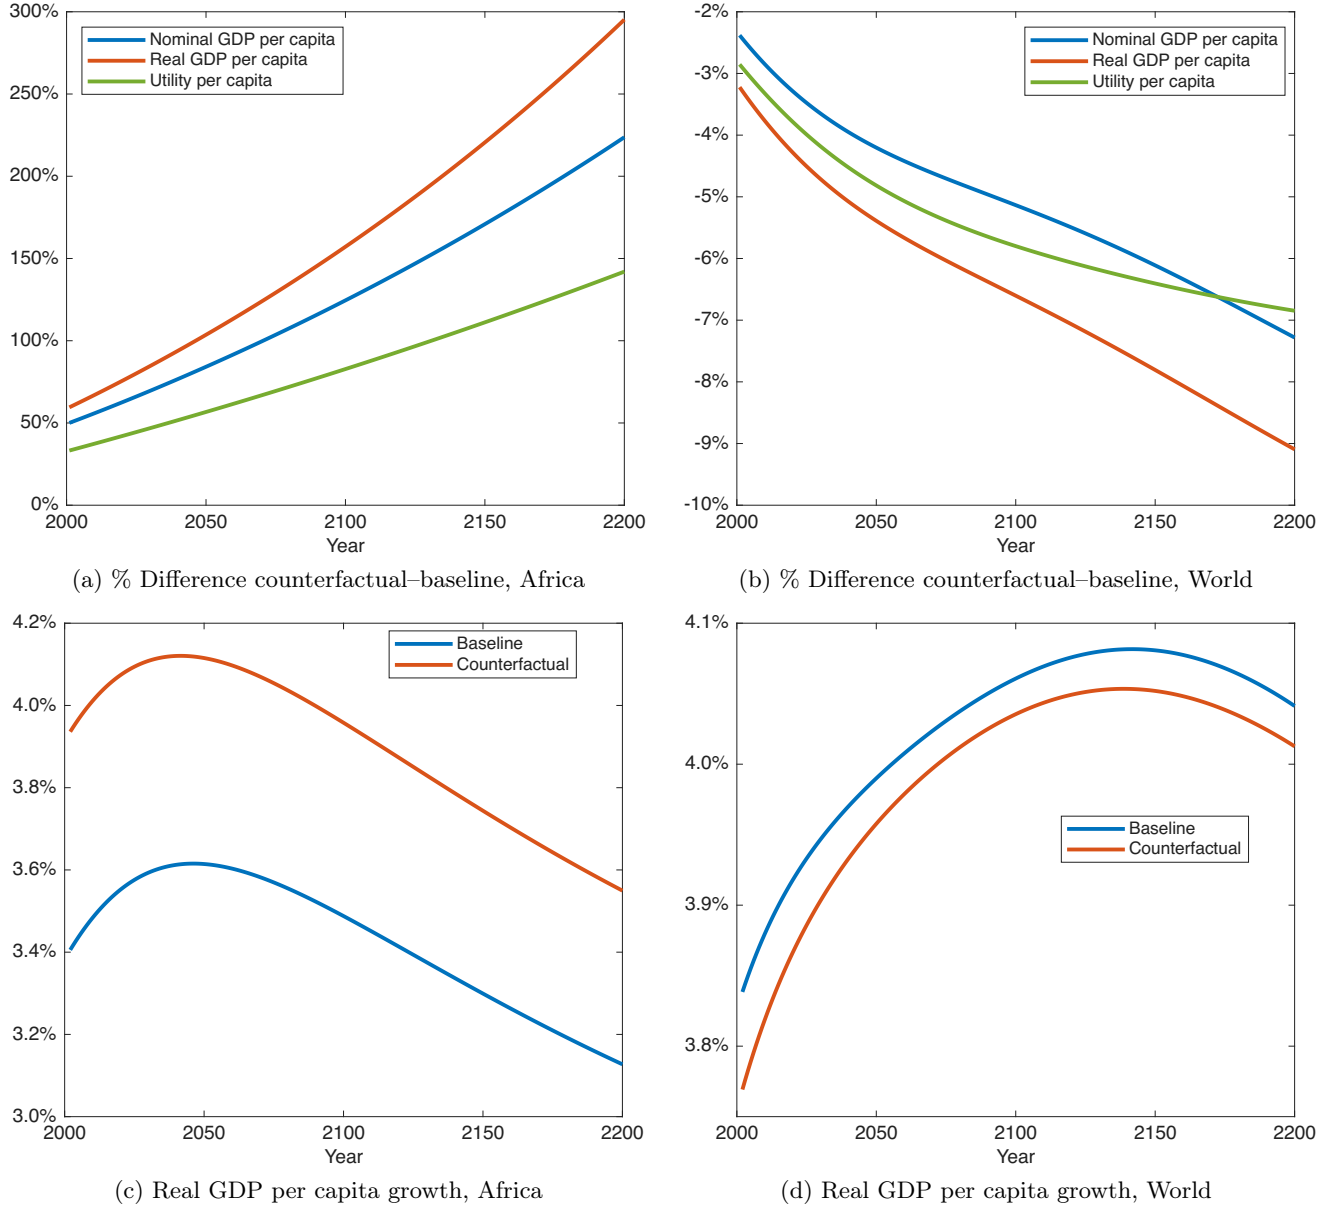 300%
250%
200%
150%
100%
50%
0%
Nominal GDP per capita
Real GDP per capita
Utility per capita
2000 2050 2100 2150 2200
Year
(a) % Difference counterfactual–baseline, Africa
-2%
-3%
-4%
-5%
-6%
-7%
-8%
-9%
-10%
Nominal GDP per capita
Real GDP per capita
Utility per capita
2000 2050 2100 2150 2200
Year
(b) % Difference counterfactual–baseline, World
4.2%
4.0%
3.8%
3.6%
3.4%
3.2%
3.0%
Baseline
Counterfactual
2000 2050 2100 2150 2200
Year
(c) Real GDP per capita growth, Africa
4.1%
4.0%
3.9%
3.8%
Baseline
Counterfactual
2000 2050 2100 2150 2200
Year
(d) Real GDP per capita growth, World